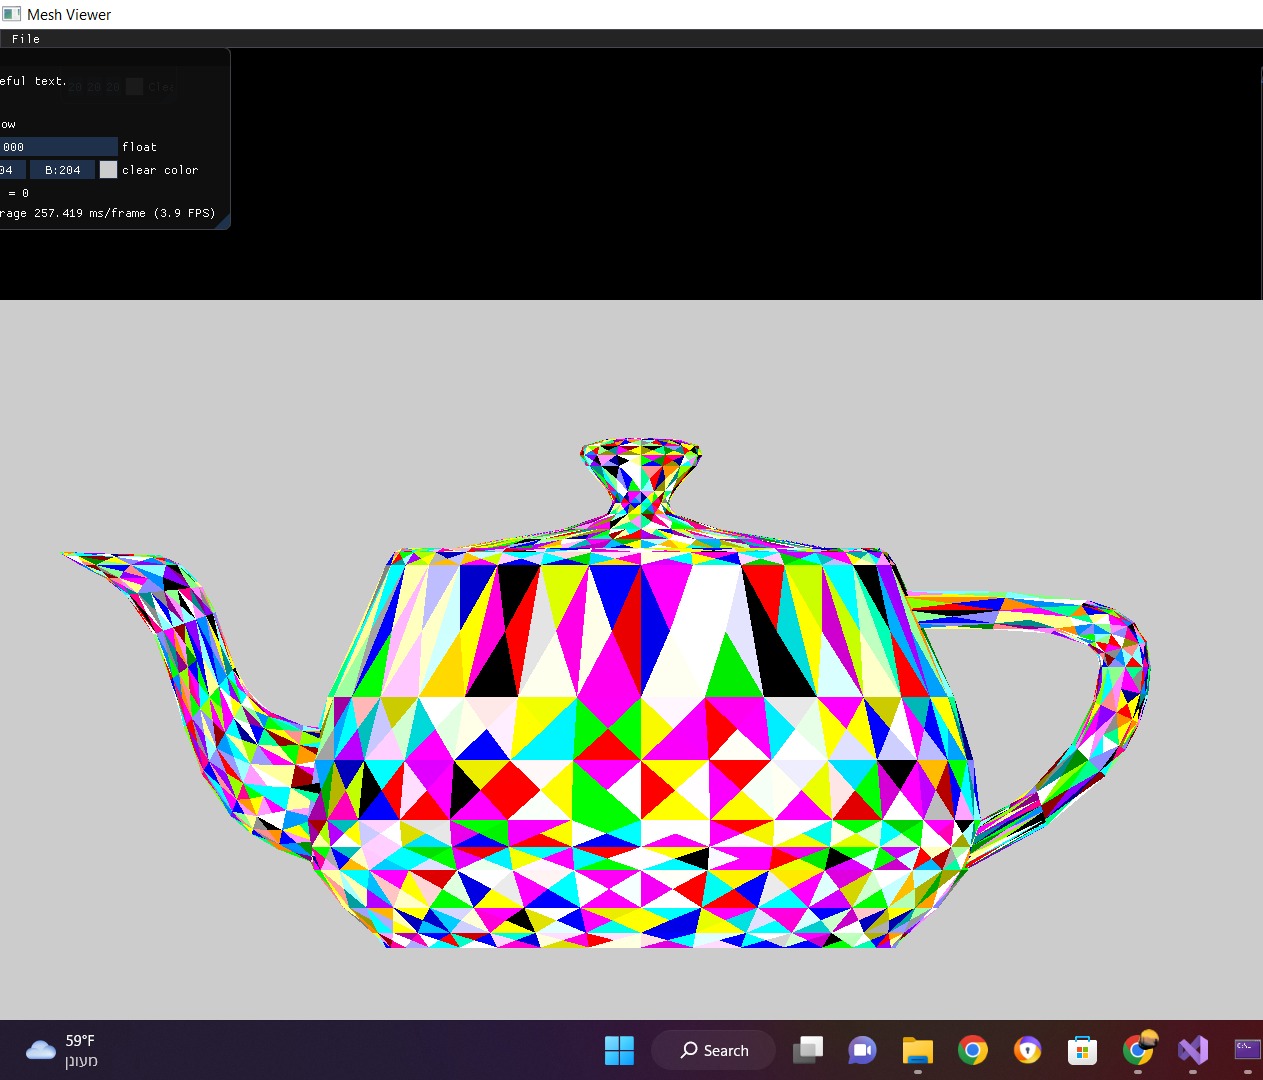 Mesh Viewer
File
eful text.
ow
000 float
04 B:204 clear color
= 0
rage 257.419 ms/frame (3.9 FPS)
59°F
מעונן
Search